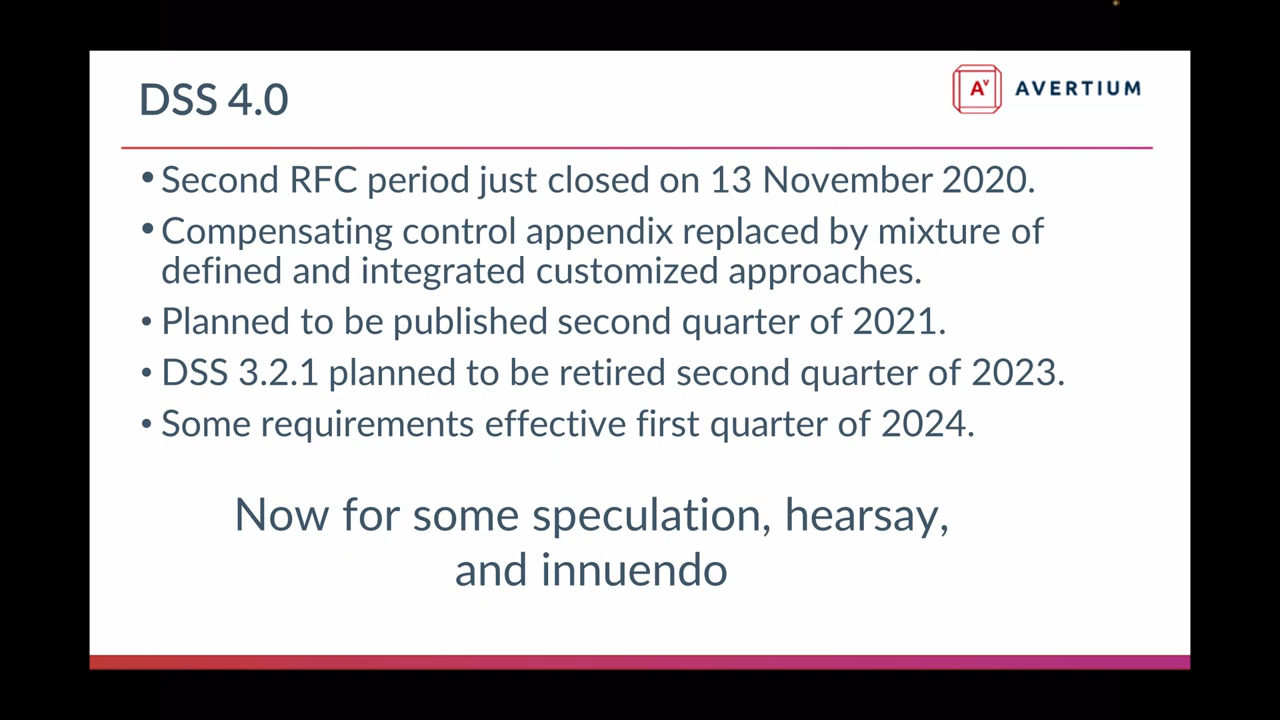 DSS 4.0
AV AVERTIUM
• Second RFC period just closed on 13 November 2020.
• Compensating control appendix replaced by mixture of
defined and integrated customized approaches.
• Planned to be published second quarter of 2021.
• DSS 3.2.1 planned to be retired second quarter of 2023.
• Some requirements effective first quarter of 2024.
Now for some speculation, hearsay,
and innuendo